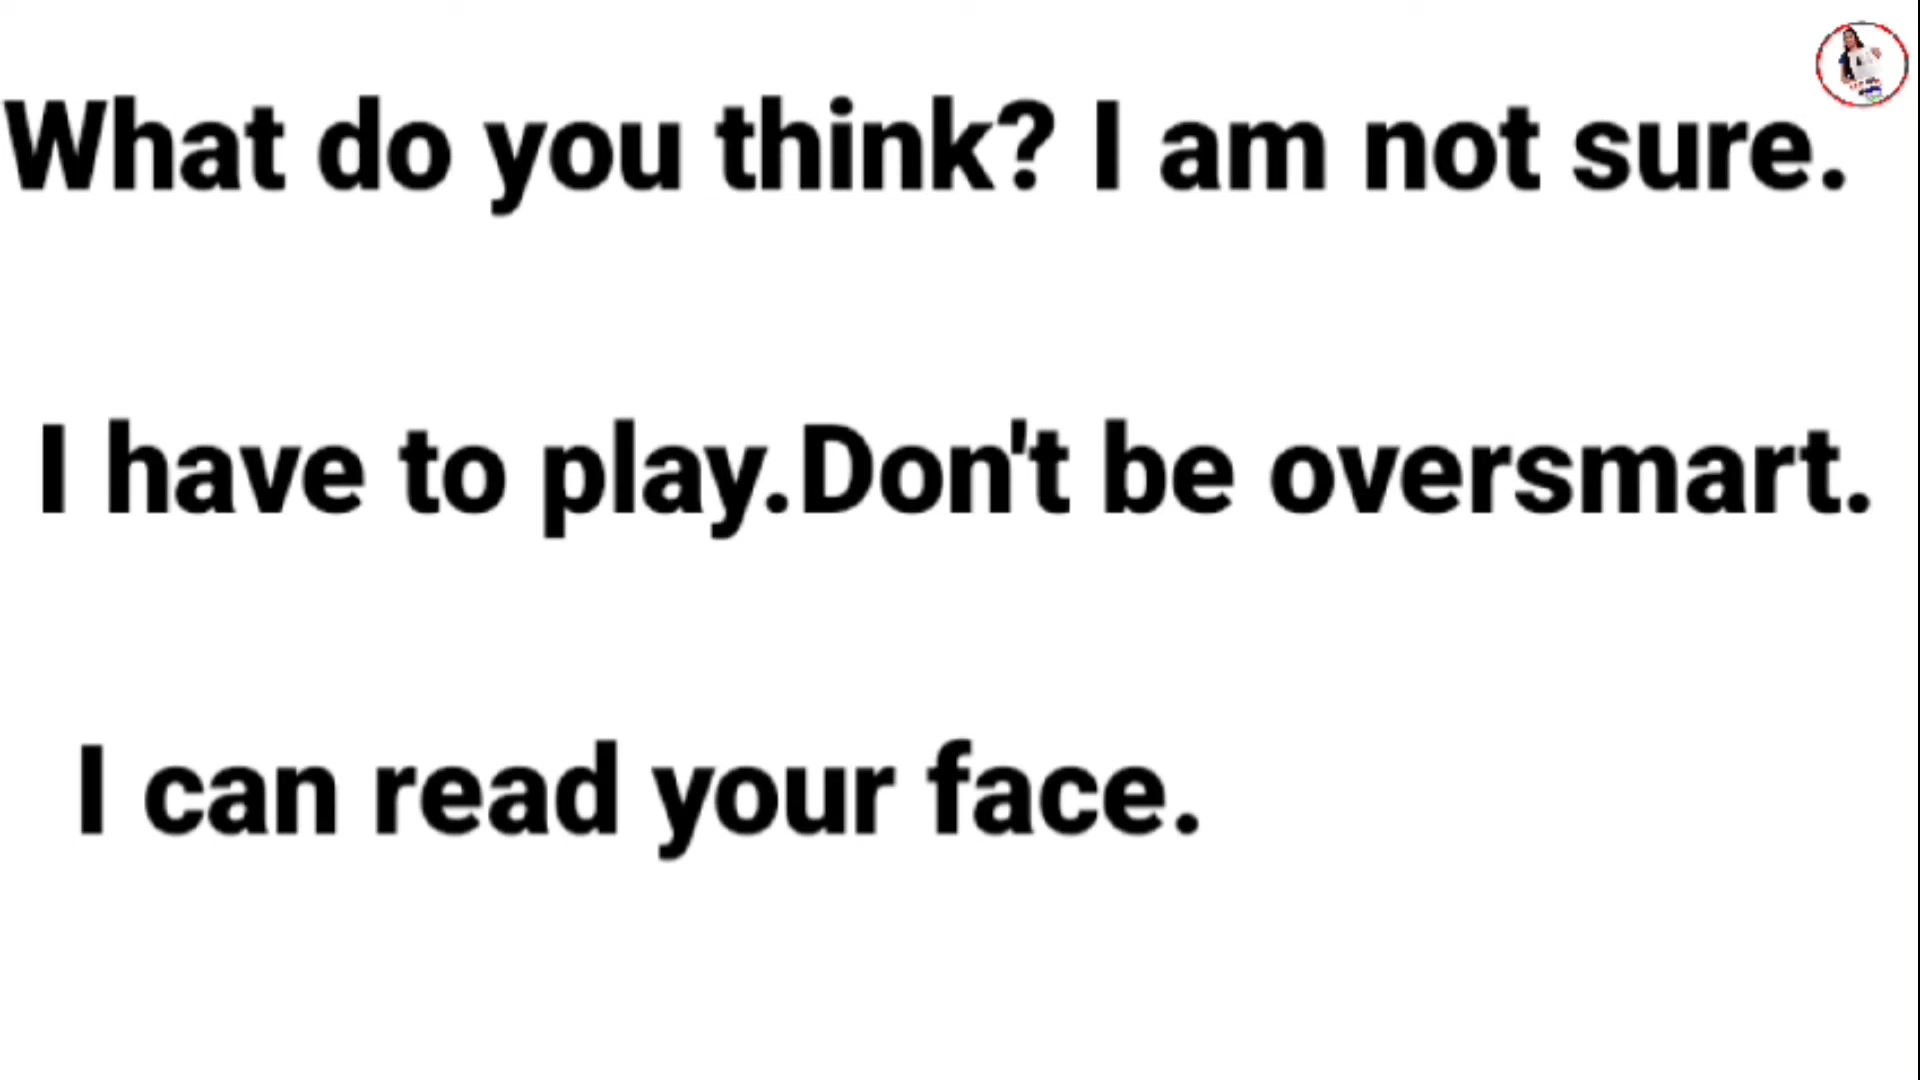 What do you think? I am not sure.
I have to play.Don't be oversmart.
I can read your face.